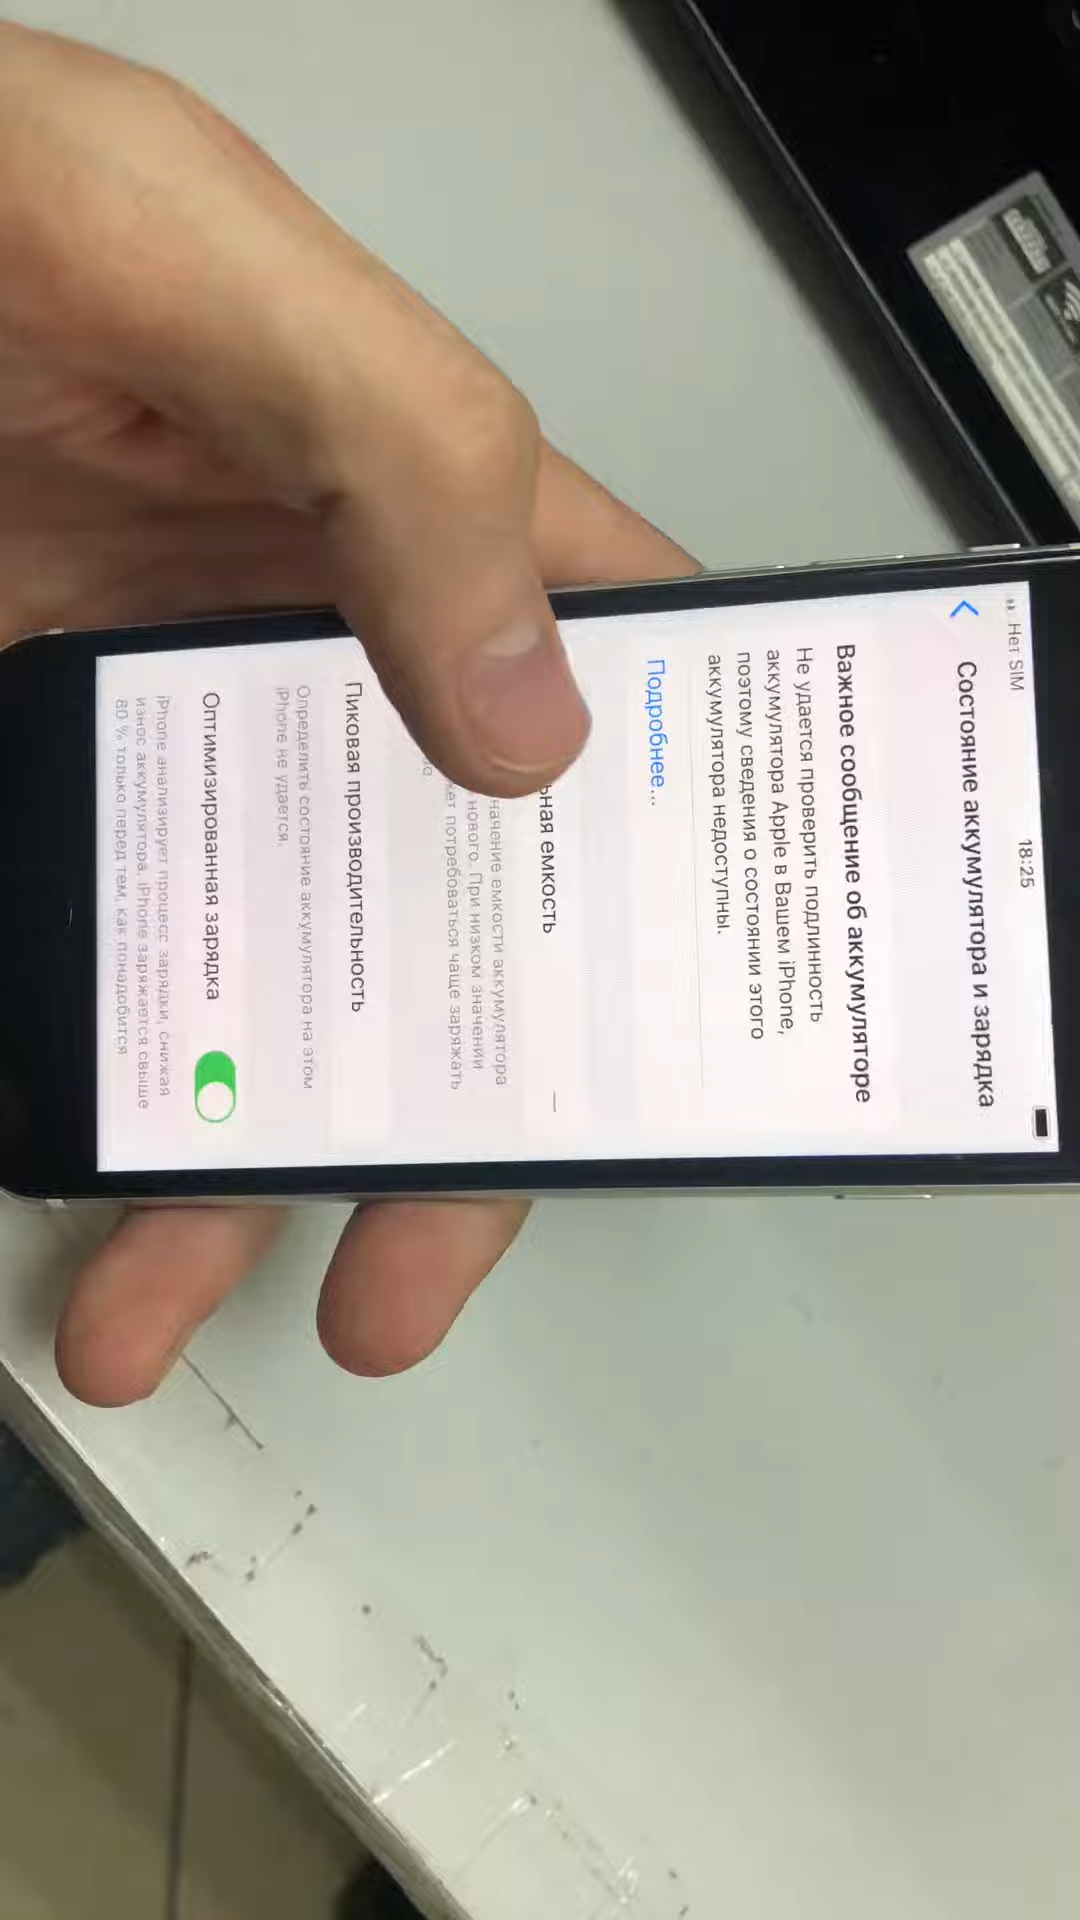 Нет SIM
18:25
Состояние аккумулятора и зарядка
Важное сообщение об аккумуляторе
Не удается проверить подлинность
аккумулятора Apple в Вашем iPhone,
поэтому сведения о состоянии этого
аккумулятора недоступны.
Подробнее...
ьная емкость —
начение емкости аккумулятора
нового. При низком значении
жет потребоваться чаще заряжать
во.
Пиковая производительность
Определить состояние аккумулятора на этом
iPhone не удается.
Оптимизированная зарядка
iPhone анализирует процесс зарядки, снижая
износ аккумулятора. iPhone заряжается свыше
80 % только перед тем, как понадобится